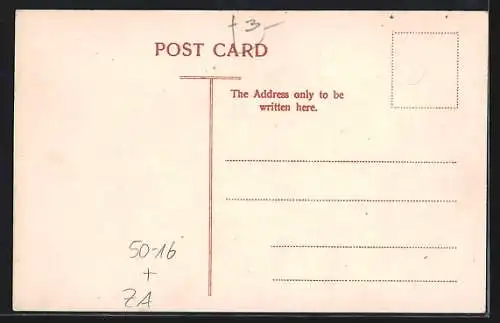 +3-
POST CARD
The Address only to be
written here.
50-16
+
ZA